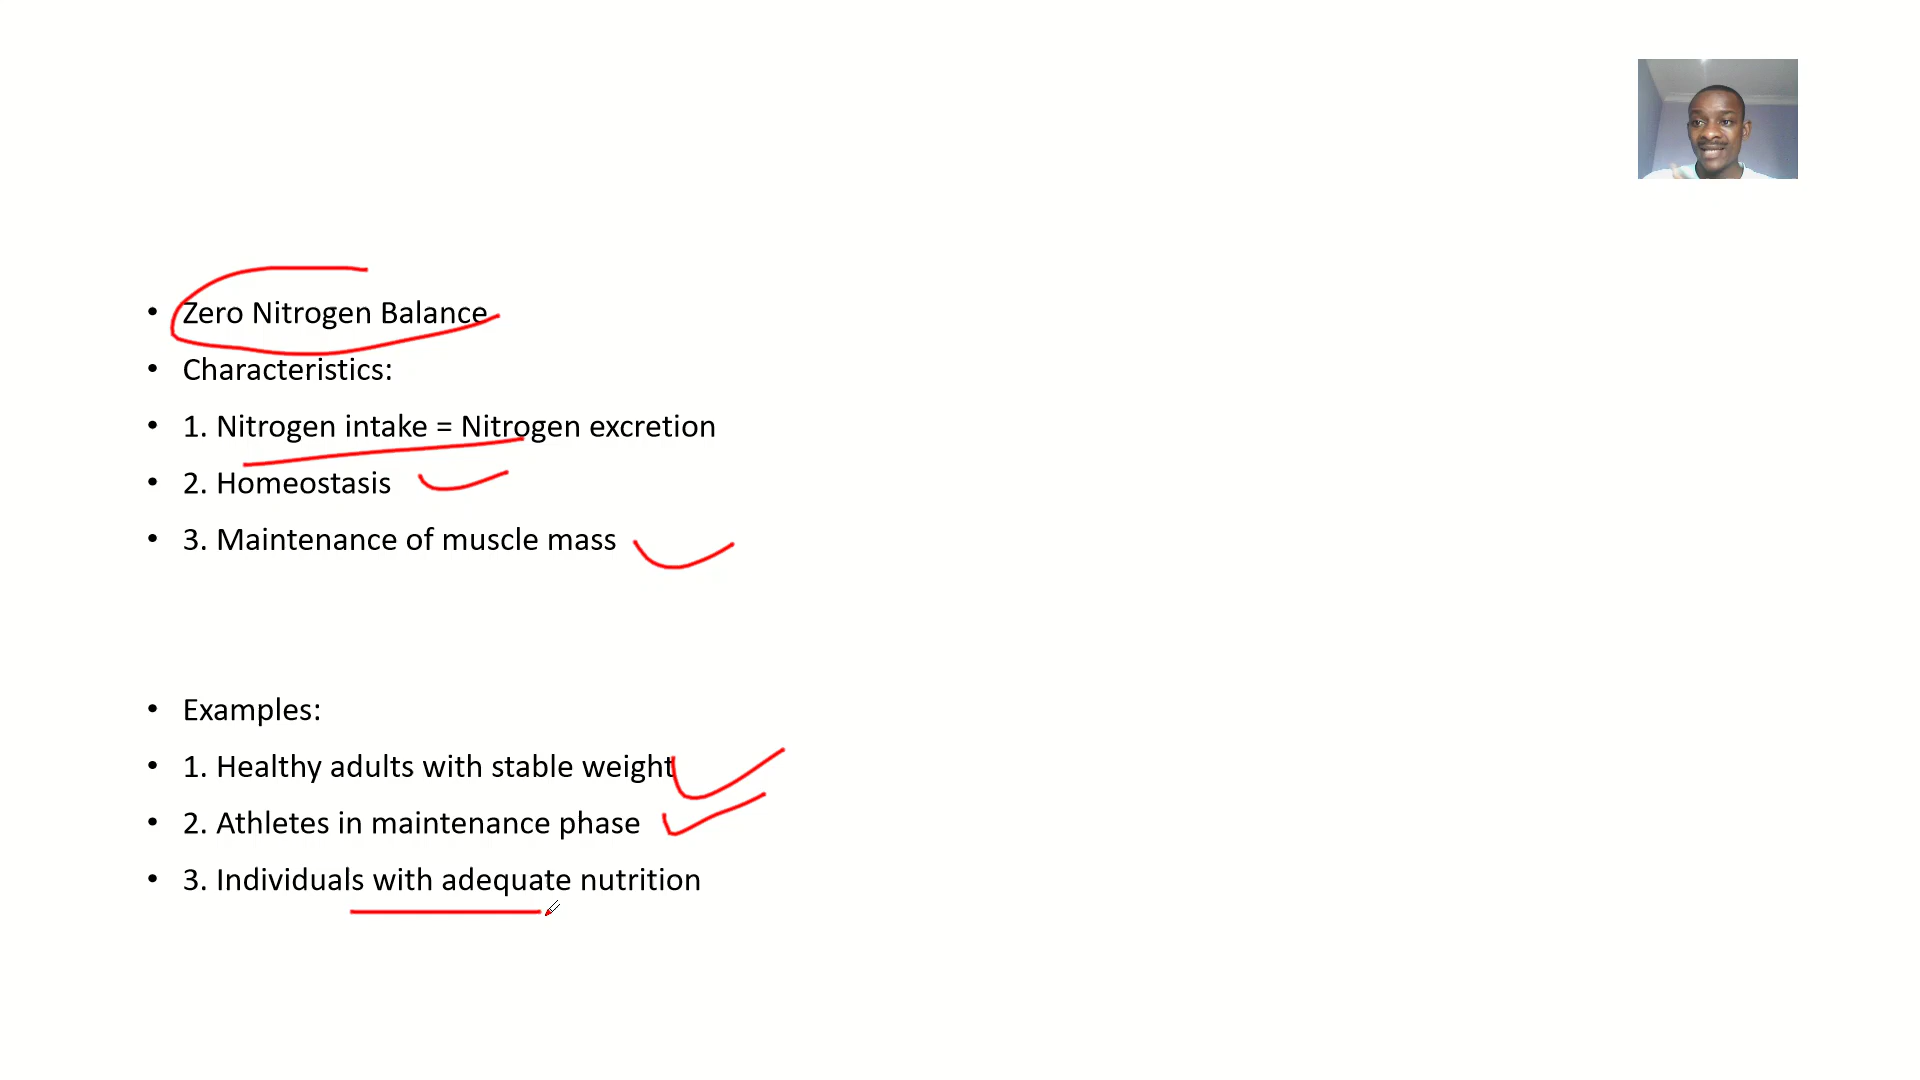 • Zero Nitrogen Balance
• Characteristics:
• 1. Nitrogen intake = Nitrogen excretion
• 2. Homeostasis
• 3. Maintenance of muscle mass
• Examples:
• 1. Healthy adults with stable weight
• 2. Athletes in maintenance phase
• 3. Individuals with adequate nutrition